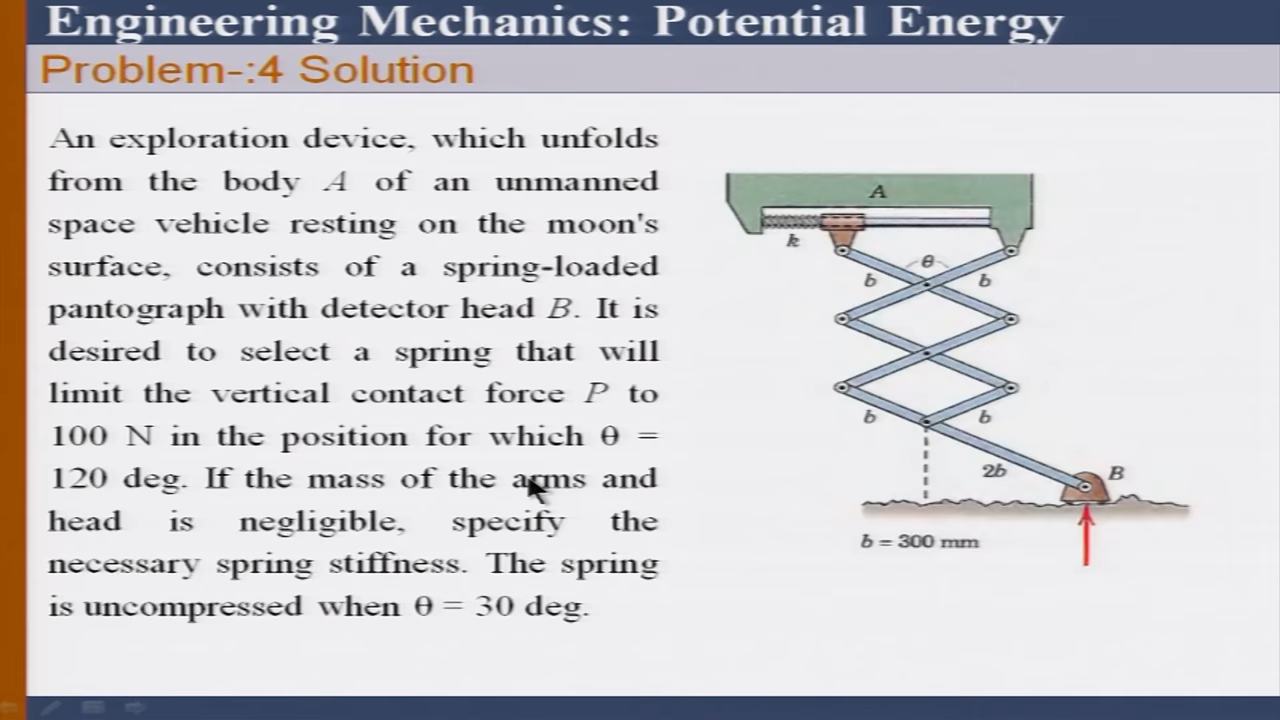 Engineering Mechanics: Potential Energy
Problem-:4 Solution
An exploration device, which unfolds
from the body A of an unmanned
space vehicle resting on the moon's
surface, consists of a spring-loaded
pantograph with detector head B. It is
desired to select a spring that will
limit the vertical contact force P to
100 N in the position for which θ =
120 deg. If the mass of the arms and
head is negligible, specify the
necessary spring stiffness. The spring
is uncompressed when θ = 30 deg.
A
k
θ
b b
b b
2b
B
b = 300 mm